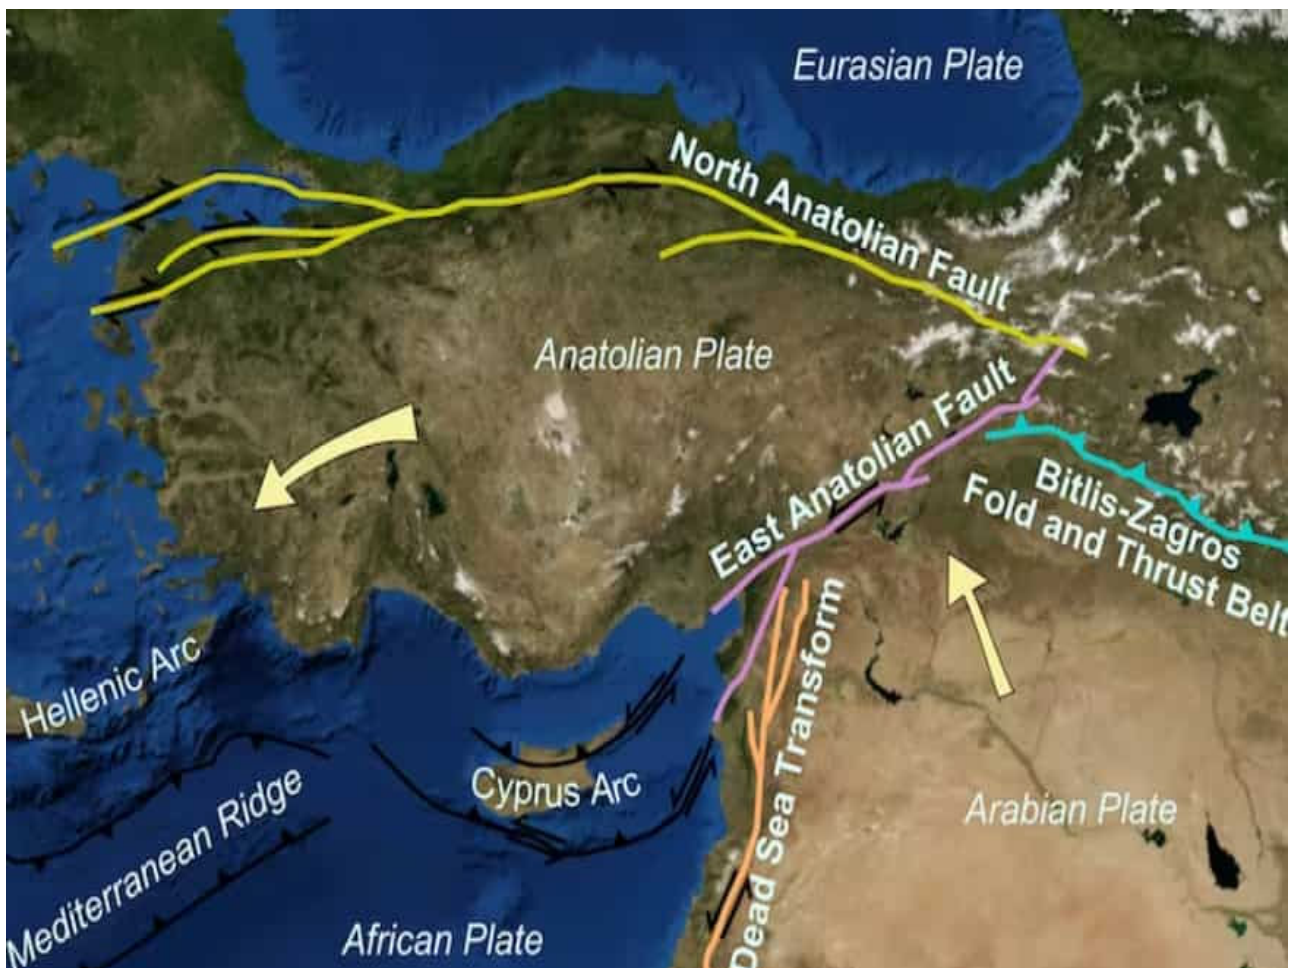 Eurasian Plate
North Anatolian Fault
Anatolian Plate
East Anatolian Fault
Bitlis-Zagros
Fold and Thrust Belt
Hellenic Arc
Cyprus Arc
Dead Sea Transform
Arabian Plate
Mediterranean Ridge
African Plate